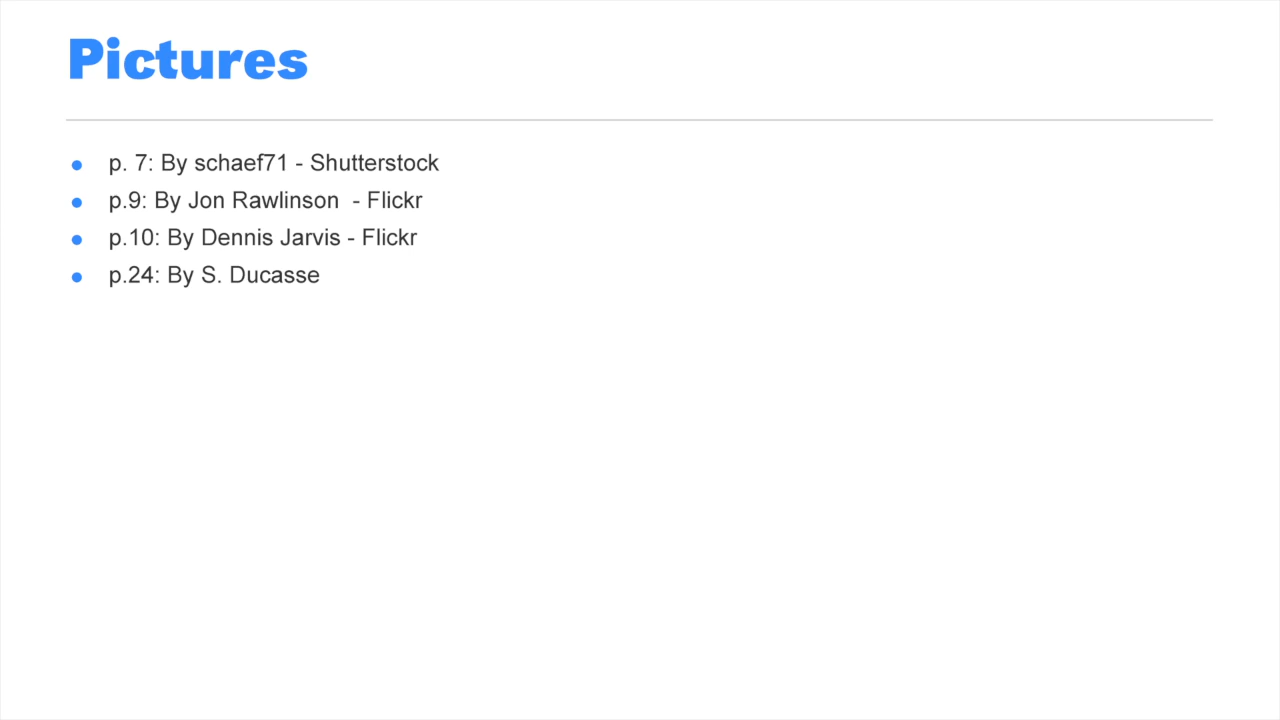 Pictures
p. 7: By schaef71 - Shutterstock
p.9: By Jon Rawlinson  - Flickr
p.10: By Dennis Jarvis - Flickr
p.24: By S. Ducasse